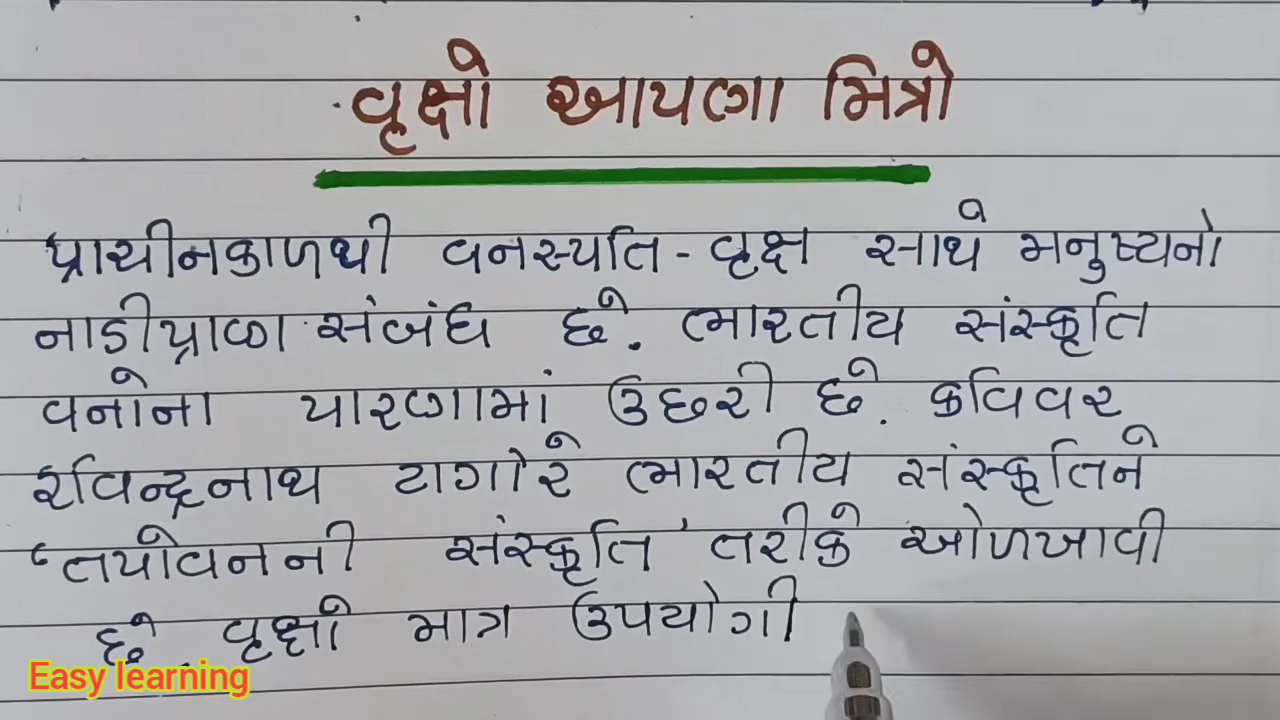 વૃક્ષો આપણા મિત્રો
પ્રાચીનકાળથી વનસ્પતિ - વૃક્ષ સાથે મનુષ્યનો
નાડીપ્રાણ સંબંધ છે. ભારતીય સંસ્કૃતિ
વનોના પારણામાં ઉછરી છે. કવિવર
રવિન્દ્રનાથ ટાગોરે ભારતીય સંસ્કૃતિને
'તપોવનની સંસ્કૃતિ' તરીકે ઓળખાવી
છે. વૃક્ષો માત્ર ઉપયોગી
Easy learning